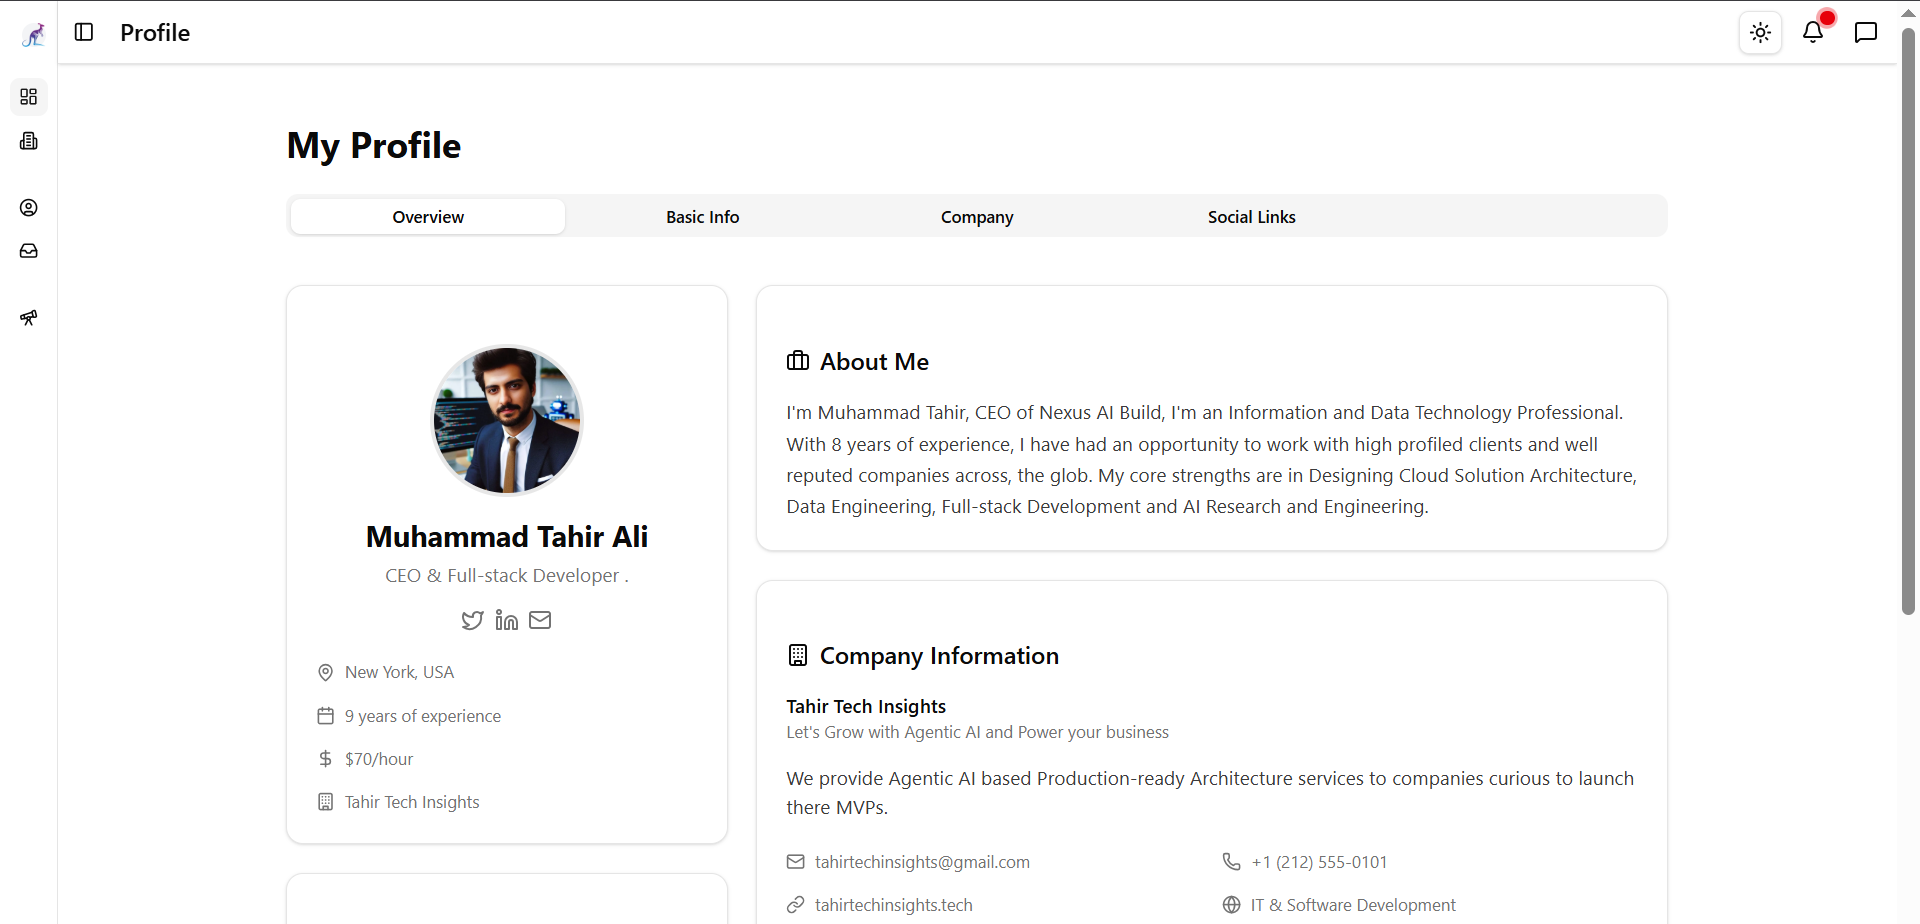 Profile
My Profile
Overview
Basic Info
Company
Social Links
Muhammad Tahir Ali
CEO & Full-stack Developer .
New York, USA
9 years of experience
$70/hour
Tahir Tech Insights
About Me
I'm Muhammad Tahir, CEO of Nexus AI Build, I'm an Information and Data Technology Professional.
With 8 years of experience, I have had an opportunity to work with high profiled clients and well
reputed companies across, the glob. My core strengths are in Designing Cloud Solution Architecture,
Data Engineering, Full-stack Development and AI Research and Engineering.
Company Information
Tahir Tech Insights
Let's Grow with Agentic AI and Power your business
We provide Agentic AI based Production-ready Architecture services to companies curious to launch
there MVPs.
tahirtechinsights@gmail.com
+1 (212) 555-0101
tahirtechinsights.tech
IT & Software Development